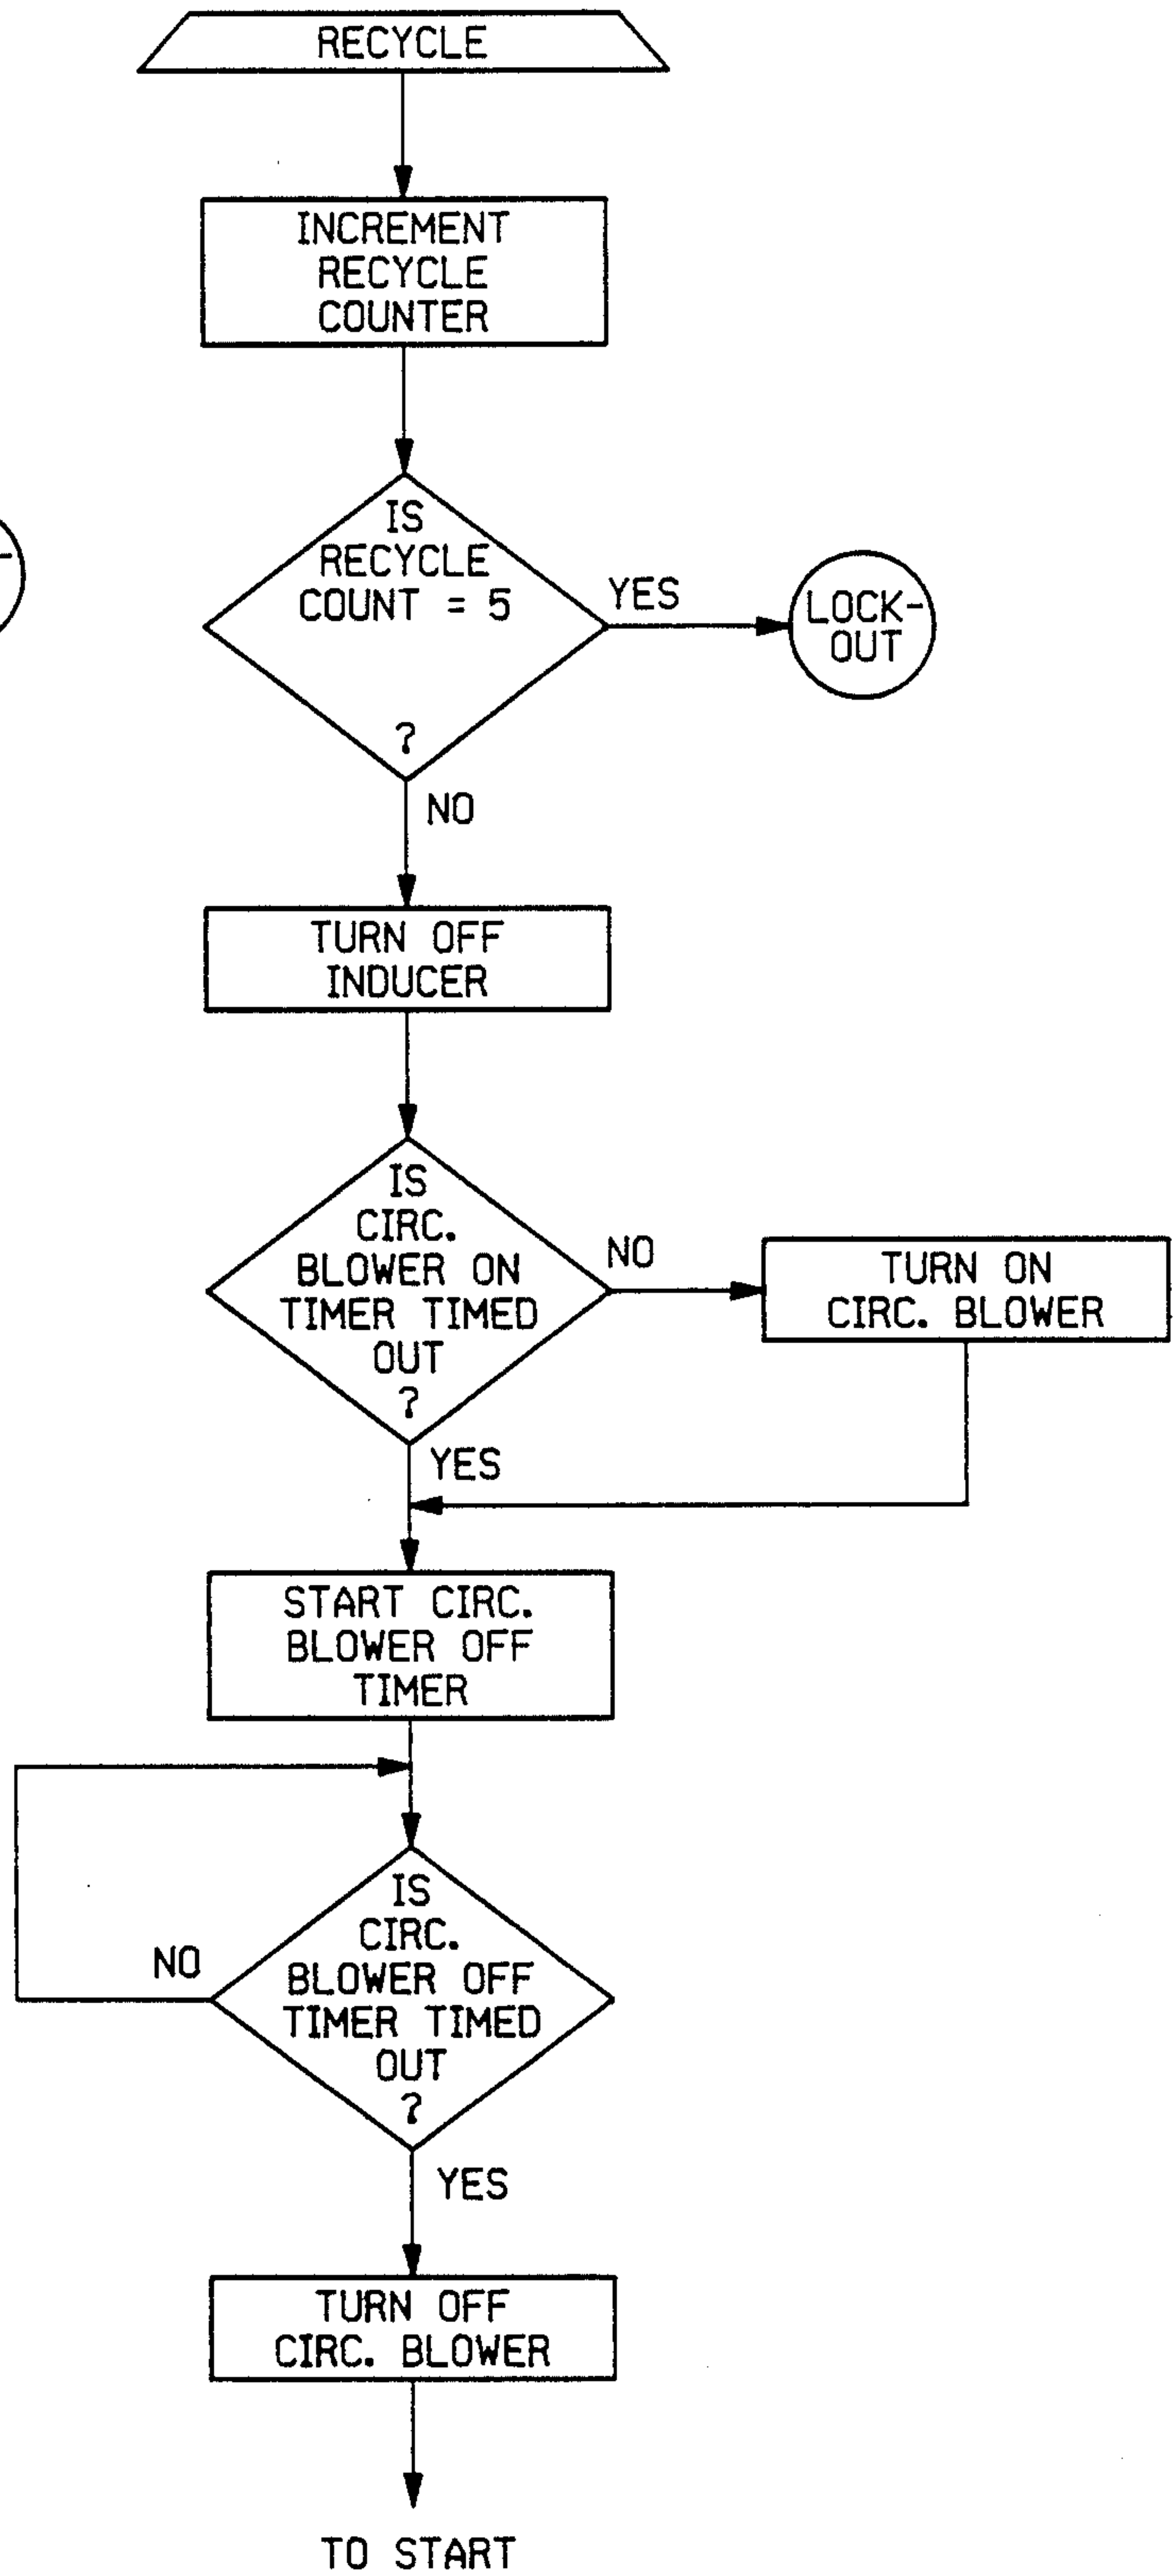 RECYCLE
INCREMENT
RECYCLE
COUNTER
IS
RECYCLE
COUNT = 5
?
YES
LOCK-
OUT
NO
TURN OFF
INDUCER
IS
CIRC.
BLOWER ON
TIMER TIMED
OUT
?
NO
TURN ON
CIRC. BLOWER
YES
START CIRC.
BLOWER OFF
TIMER
IS
CIRC.
BLOWER OFF
TIMER TIMED
OUT
?
NO
YES
TURN OFF
CIRC. BLOWER
TO START